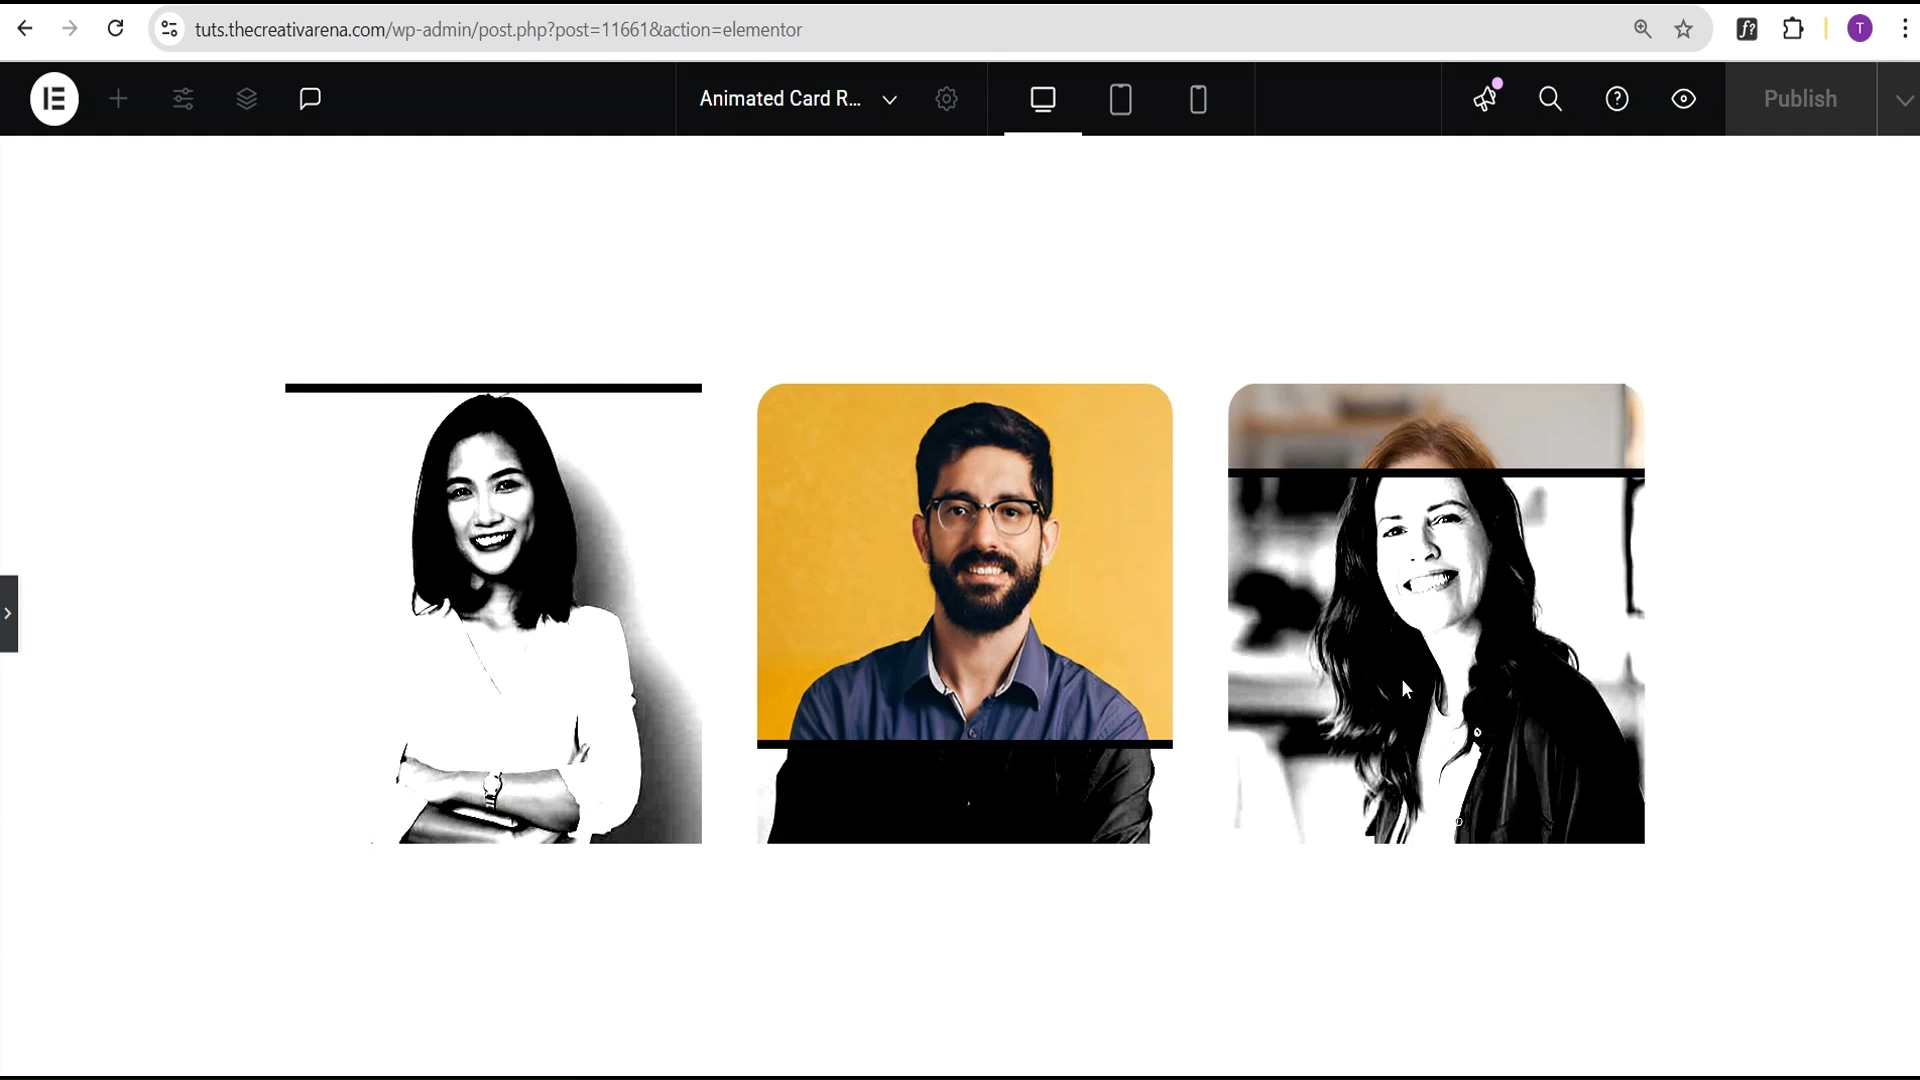 tuts.thecreativarena.com/wp-admin/post.php?post=11661&action=elementor
T
Animated Card R...
Publish